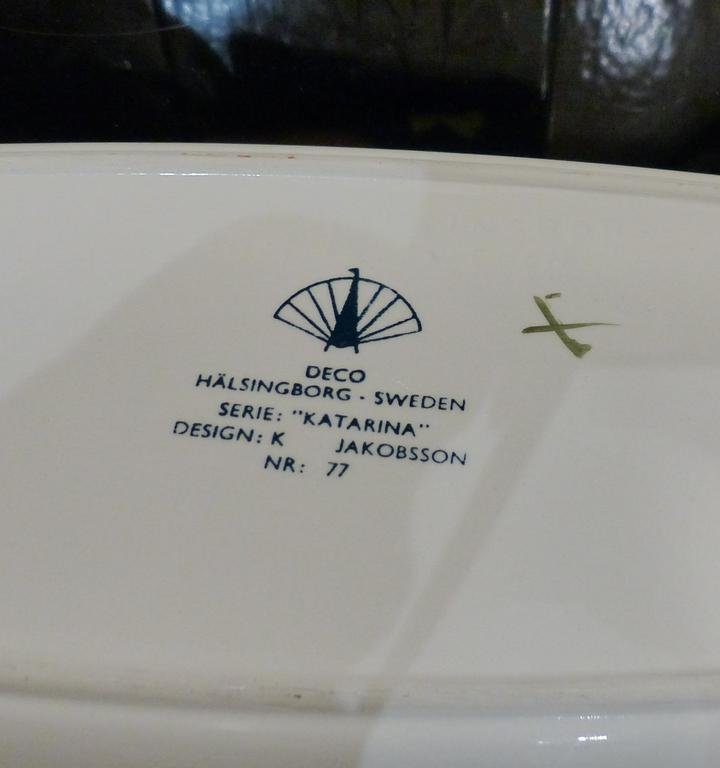 DECO
HÄLSINGBORG · SWEDEN
SERIE: "KATARINA"
DESIGN: K JAKOBSSON
NR: 77